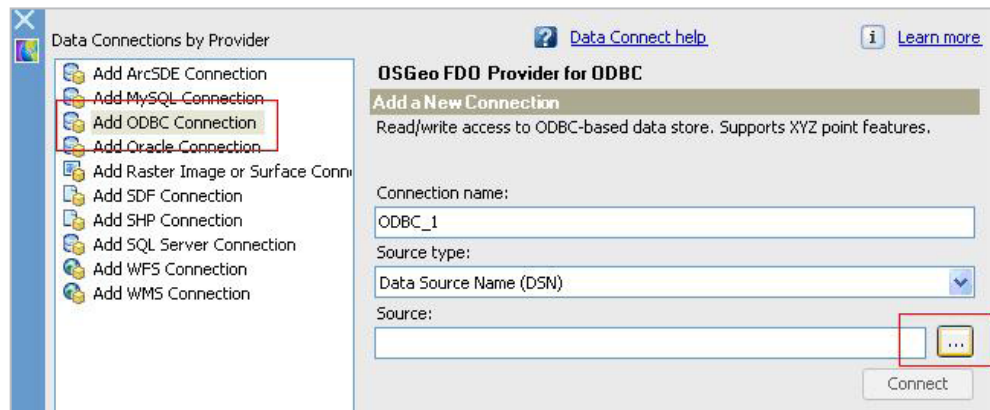 Data Connections by Provider
Data Connect help
Learn more
Add ArcSDE Connection
Add MySQL Connection
Add ODBC Connection
Add Oracle Connection
Add Raster Image or Surface Conn
Add SDF Connection
Add SHP Connection
Add SQL Server Connection
Add WFS Connection
Add WMS Connection
OSGeo FDO Provider for ODBC
Add a New Connection
Read/write access to ODBC-based data store. Supports XYZ point features.
Connection name:
ODBC_1
Source type:
Data Source Name (DSN)
Source:
...
Connect